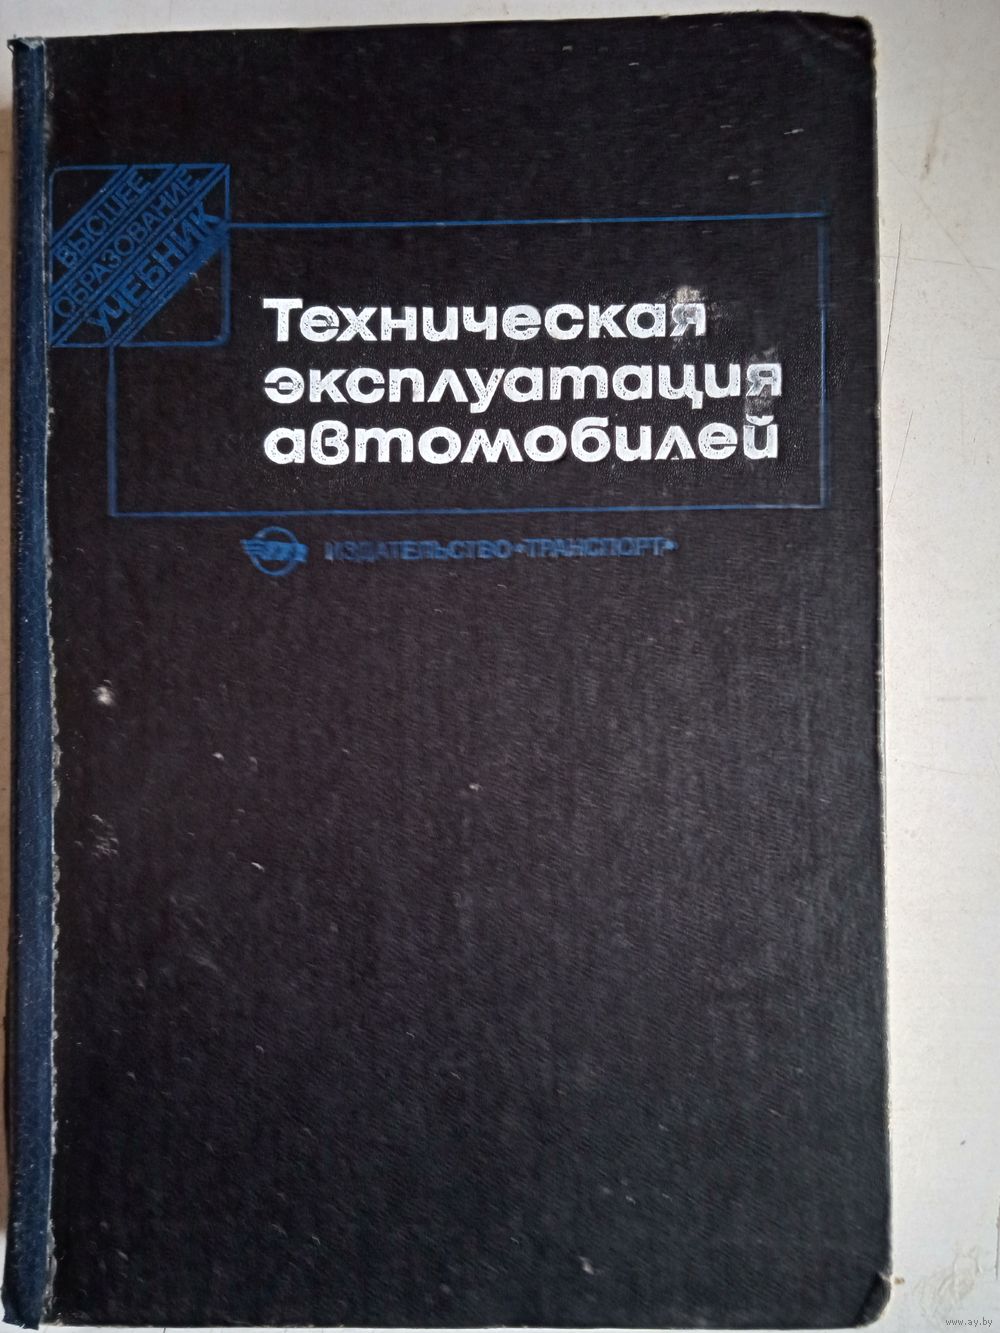 ВЫСШЕЕ
ОБРАЗОВАНИЕ
УЧЕБНИК
Техническая
эксплуатация
автомобилей
ИЗДАТЕЛЬСТВО «ТРАНСПОРТ»
www.ay.by